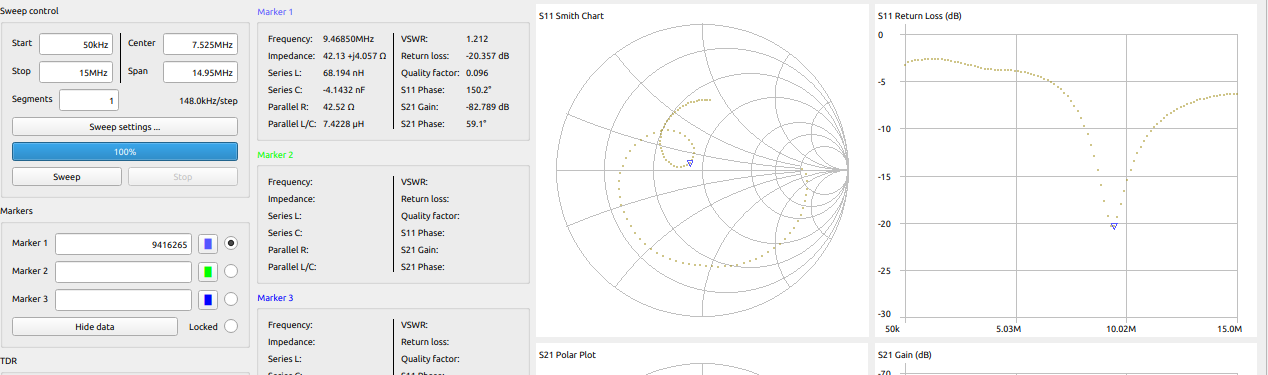 Sweep control
Start 50kHz Center 7.525MHz
Stop 15MHz Span 14.95MHz
Segments 1 148.0kHz/step
Sweep settings ...
100%
Sweep Stop
Markers
Marker 1 9416265
Marker 2
Marker 3
Hide data Locked
TDR
Marker 1
Frequency: 9.46850MHz VSWR: 1.212
Impedance: 42.13 +j4.057 Ω Return loss: -20.357 dB
Series L: 68.194 nH Quality factor: 0.096
Series C: -4.1432 nF S11 Phase: 150.2°
Parallel R: 42.52 Ω S21 Gain: -82.789 dB
Parallel L/C: 7.4228 μH S21 Phase: 59.1°
Marker 2
Frequency: VSWR:
Impedance: Return loss:
Series L: Quality factor:
Series C: S11 Phase:
Parallel R: S21 Gain:
Parallel L/C: S21 Phase:
Marker 3
Frequency: VSWR:
Impedance: Return loss:
Series L: Quality factor:
S11 Smith Chart
S21 Polar Plot
S11 Return Loss (dB)
0
-5
-10
-15
-20
-25
-30
50k 5.03M 10.02M 15.0M
S21 Gain (dB)
-70